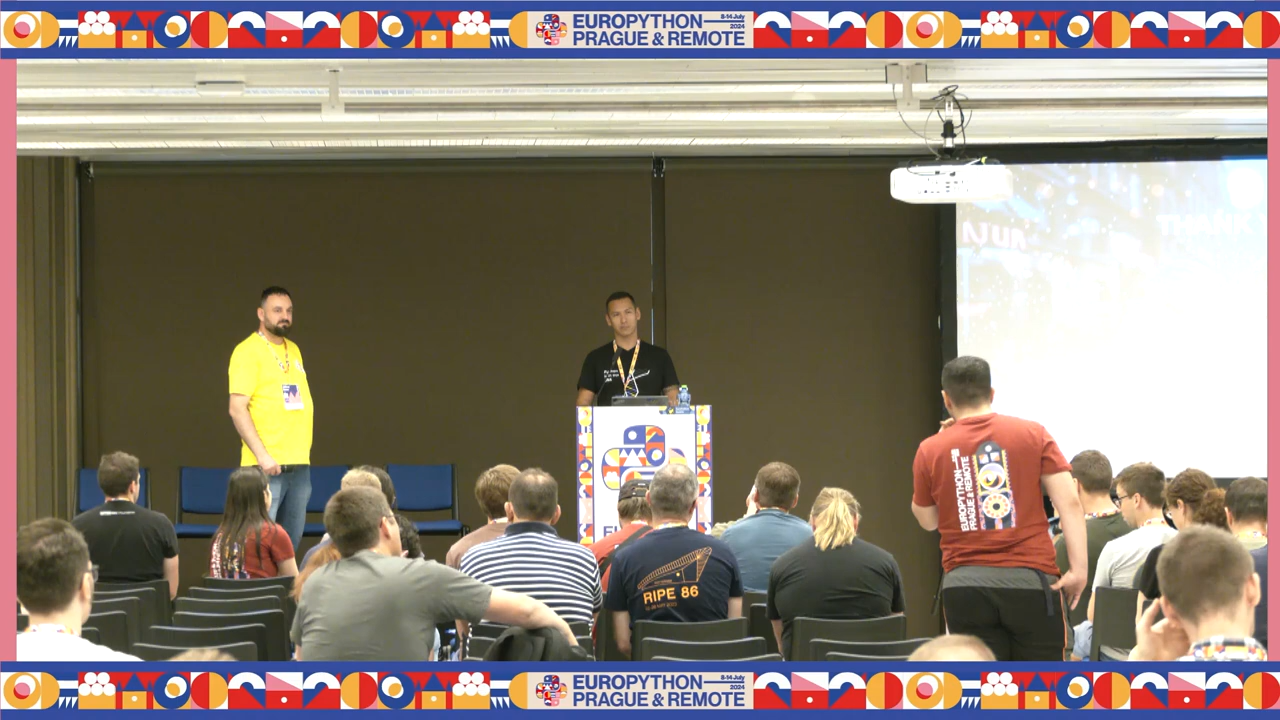 EUROPYTHON
8-14 July
2024
PRAGUE & REMOTE
THANK
EUROPYTHON
PRAGUE & REMOTE
RIPE 86
EUROPYTHON
8-14 July
2024
PRAGUE & REMOTE